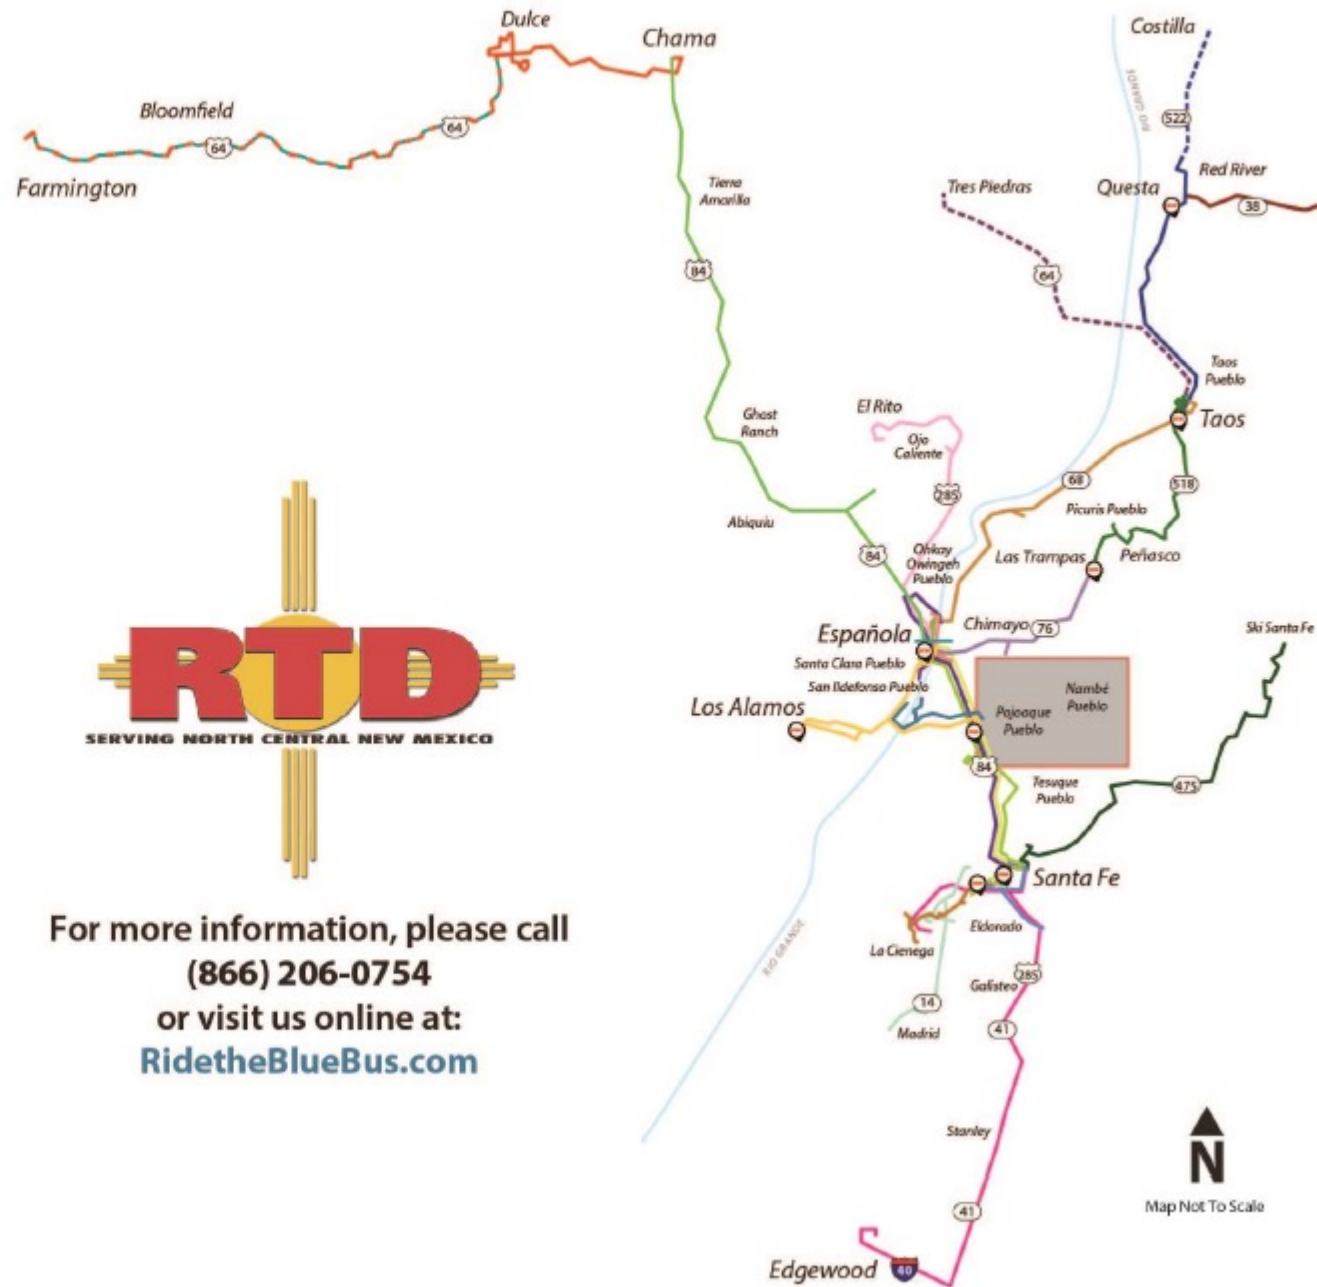 Dulce
Chama
Costilla
Bloomfield
64
64
Farmington
RIO GRANDE
522
Red River
Questa
38
Tres Piedras
64
Tierra
Amarilla
84
Taos
Pueblo
Taos
El Rito
Ojo
Caliente
Ghost
Ranch
68
518
285
Picuris Pueblo
Abiquiu
84
Ohkay
Owingeh
Pueblo
Las Trampas
Peñasco
Española
Chimayo
76
Ski Santa Fe
Santa Clara Pueblo
San Ildefonso Pueblo
Los Alamos
Nambé
Pueblo
Pojoaque
Pueblo
84
Tesuque
Pueblo
475
RTD
SERVING NORTH CENTRAL NEW MEXICO
Santa Fe
Eldorado
La Cienega
RIO GRANDE
285
Galisteo
14
41
Madrid
For more information, please call
(866) 206-0754
or visit us online at:
RidetheBlueBus.com
Stanley
41
N
Map Not To Scale
Edgewood
40